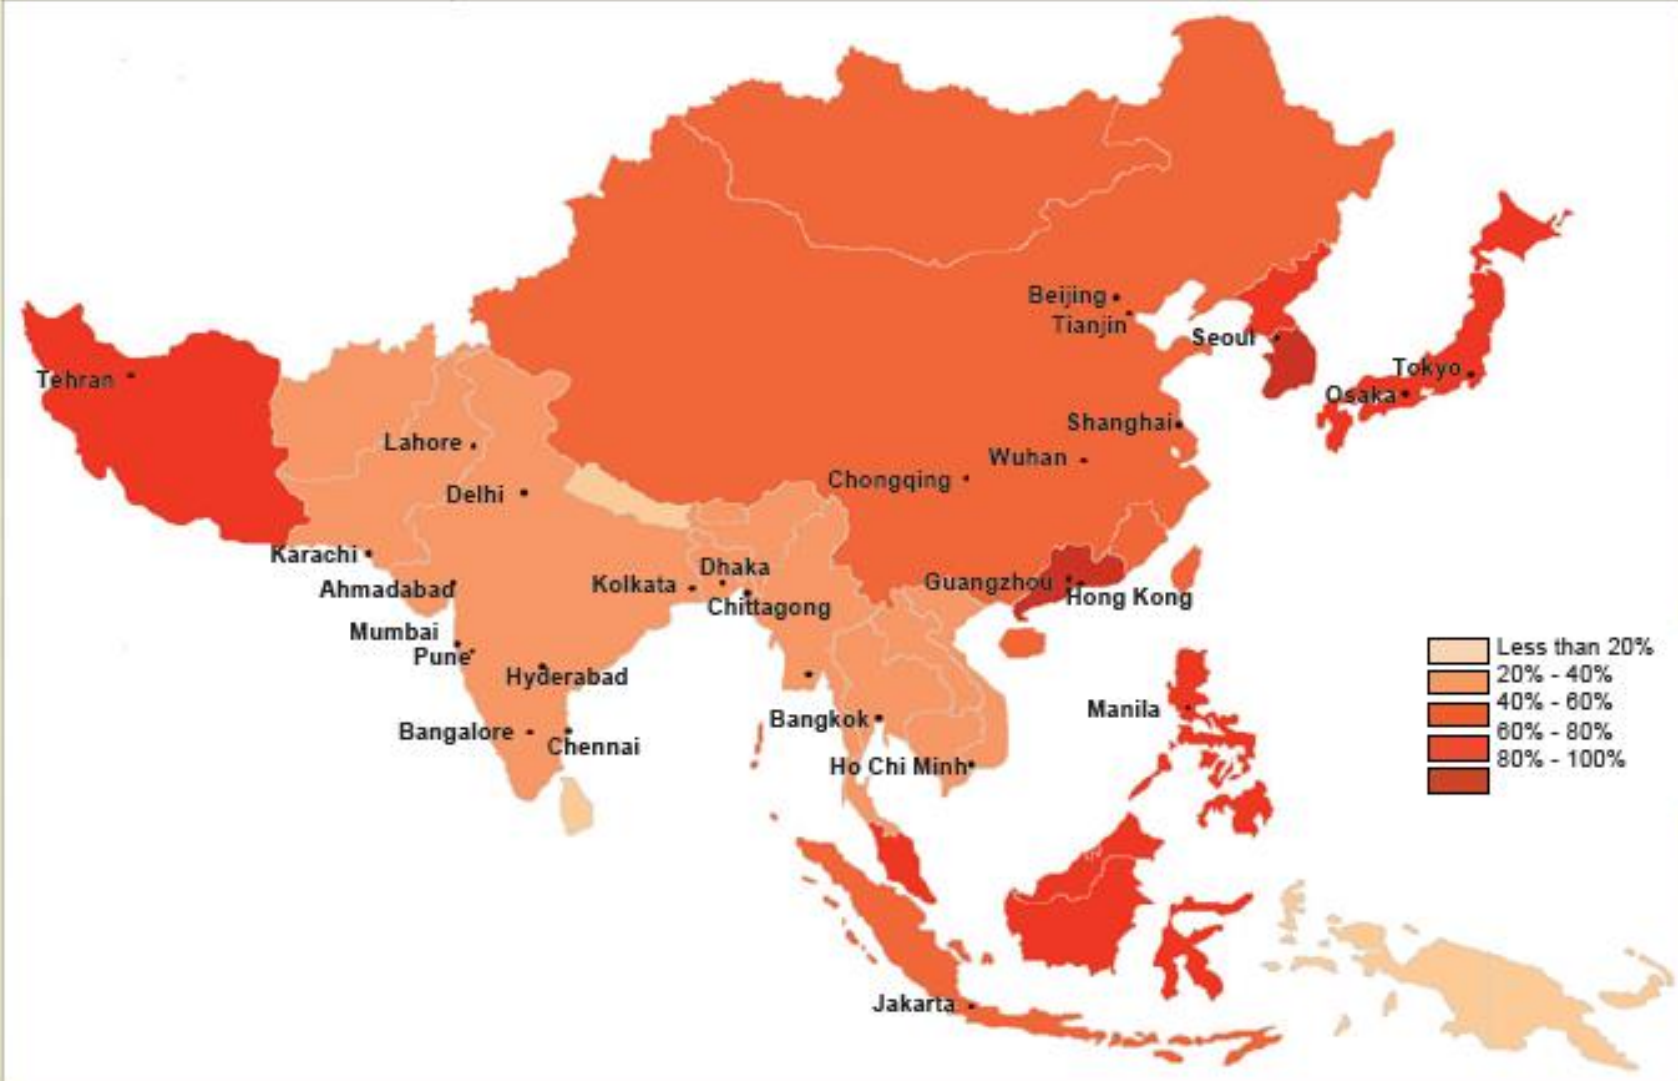 Beijing
Tianjin
Seoul
Tokyo
Tehran
Osaka
Shanghai
Lahore
Wuhan
Chongqing
Delhi
Karachi
Dhaka
Guangzhou
Ahmadabad
Kolkata
Hong Kong
Chittagong
Mumbai
Pune
Hyderabad
Manila
Bangkok
Bangalore
Chennai
Ho Chi Minh
Jakarta
Less than 20%
20% - 40%
40% - 60%
60% - 80%
80% - 100%